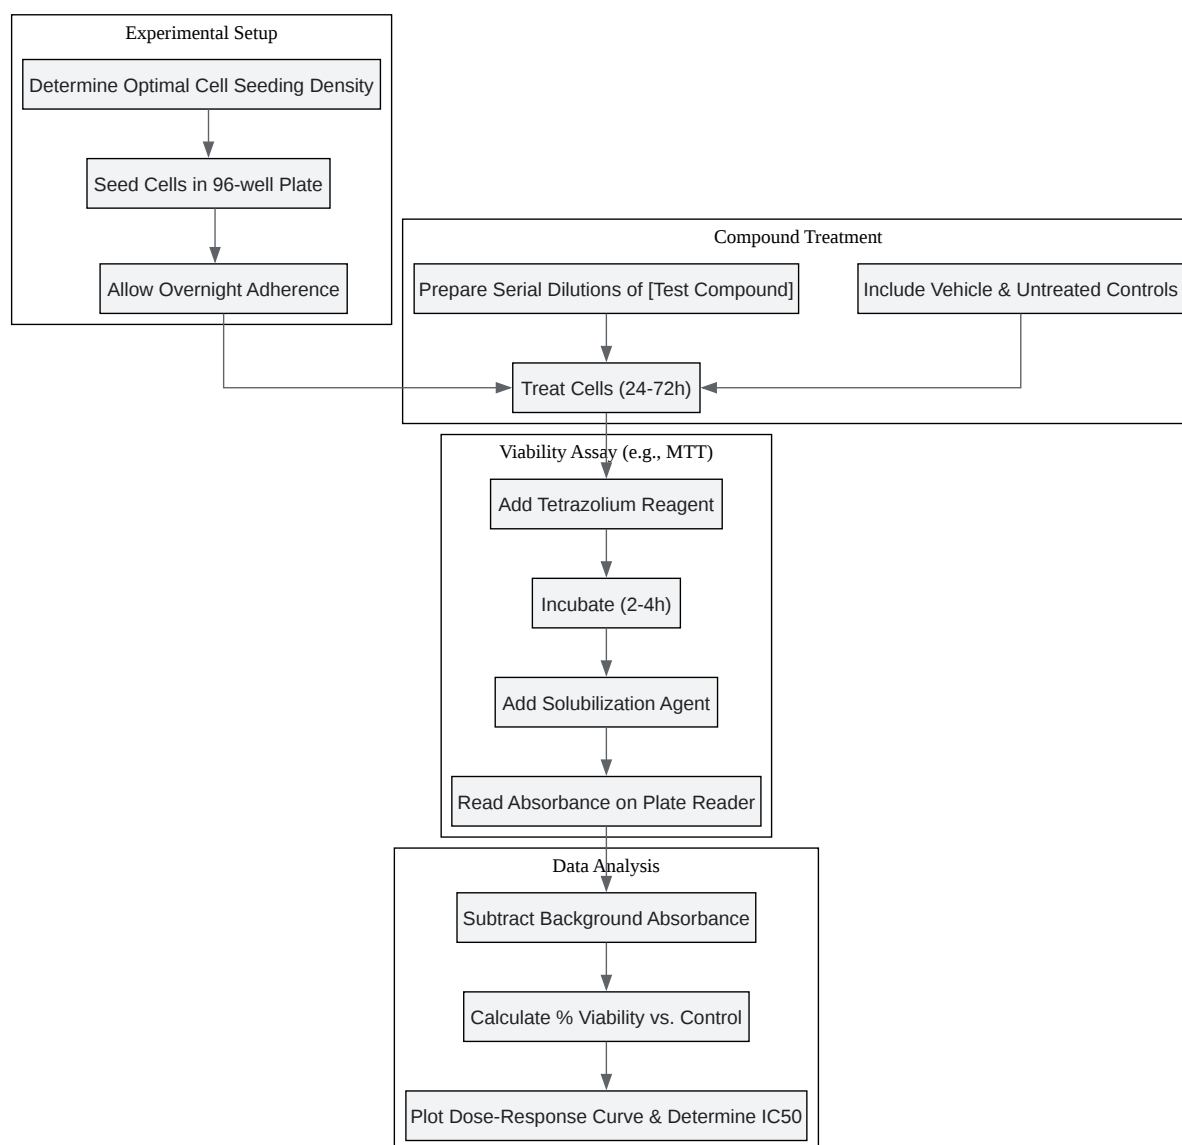 Experimental Setup
Determine Optimal Cell Seeding Density
Seed Cells in 96-well Plate
Allow Overnight Adherence
Compound Treatment
Prepare Serial Dilutions of [Test Compound]
Include Vehicle & Untreated Controls
Treat Cells (24-72h)
Viability Assay (e.g., MTT)
Add Tetrazolium Reagent
Incubate (2-4h)
Add Solubilization Agent
Read Absorbance on Plate Reader
Data Analysis
Subtract Background Absorbance
Calculate % Viability vs. Control
Plot Dose-Response Curve & Determine IC50